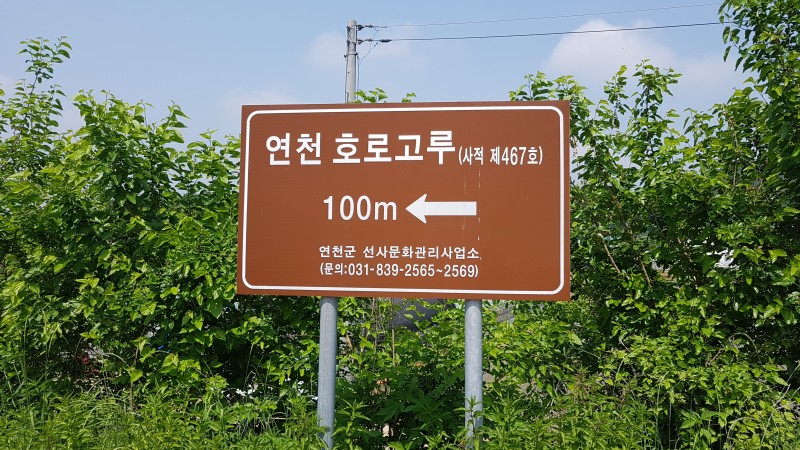 연천 호로고루(사적 제467호)
100m
연천군 선사문화관리사업소
(문의:031-839-2565~2569)